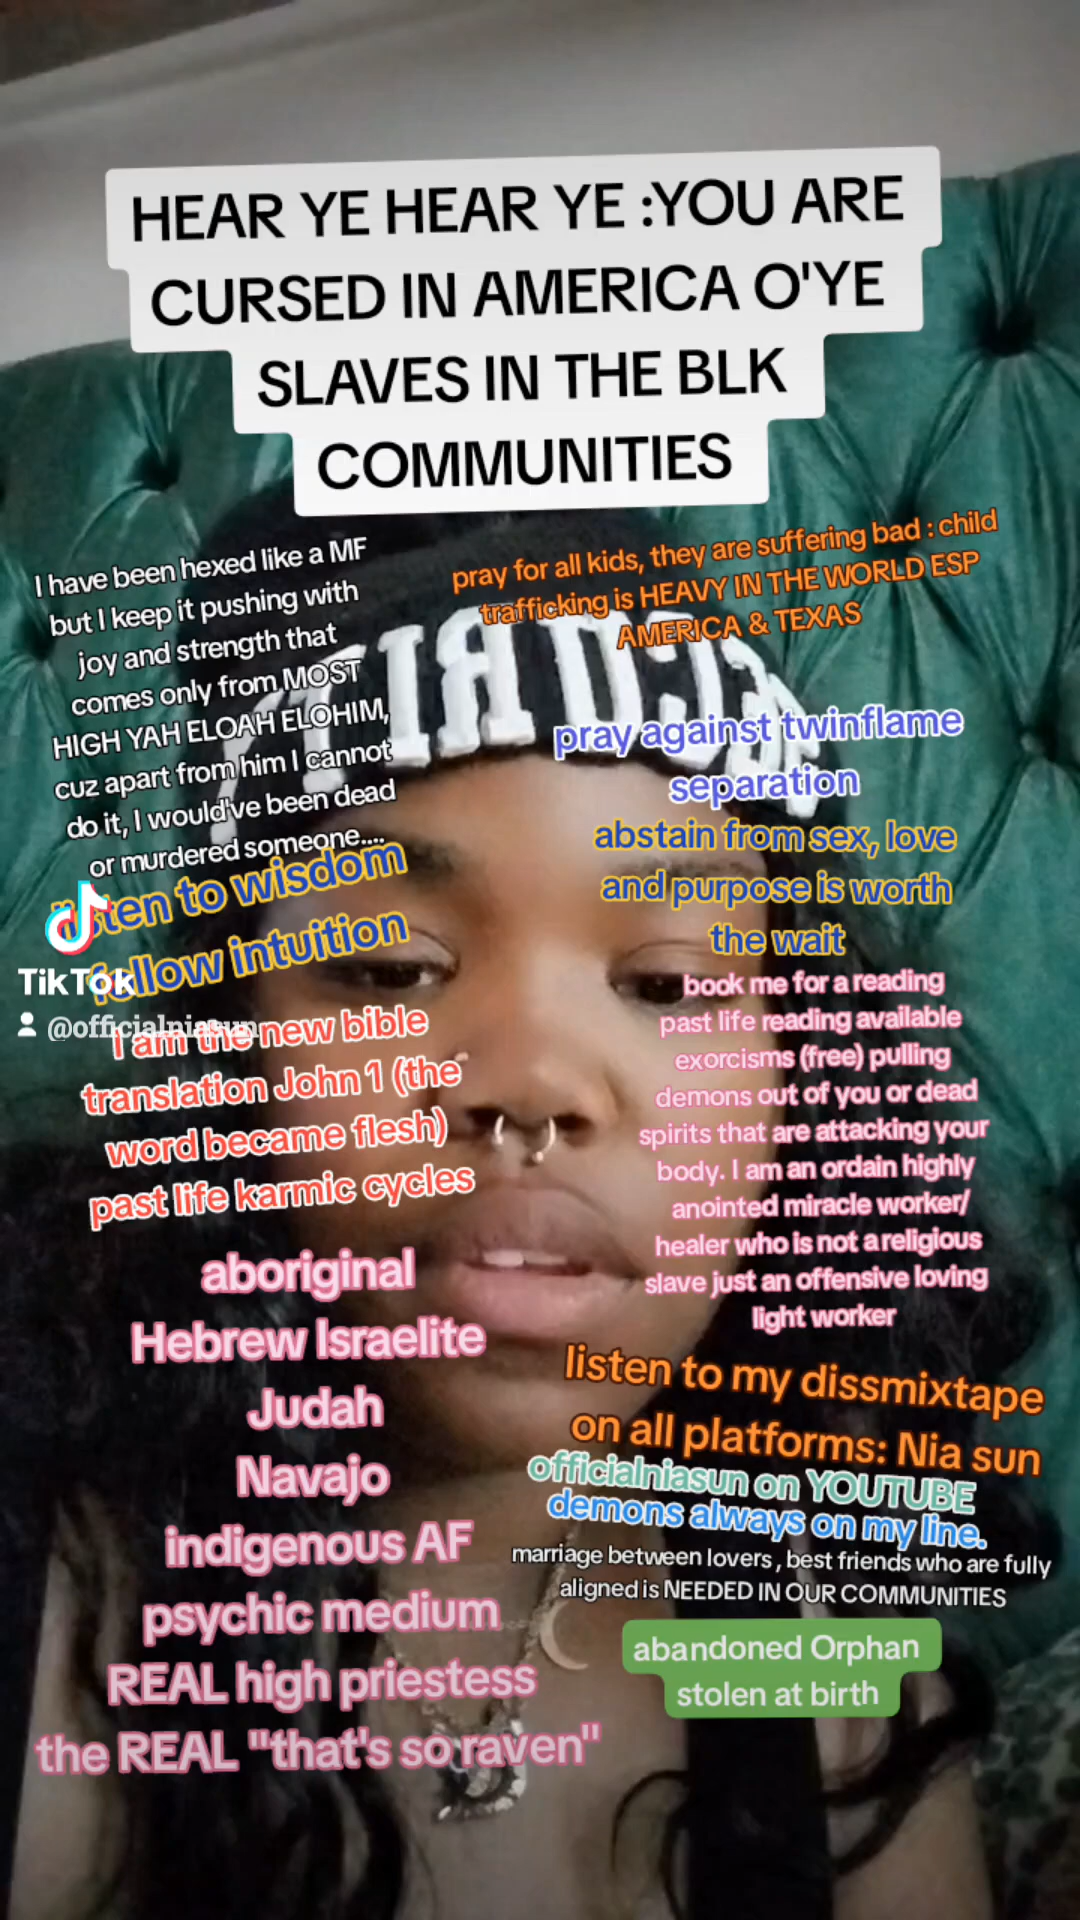 HEAR YE HEAR YE :YOU ARE
CURSED IN AMERICA O'YE
SLAVES IN THE BLK
COMMUNITIES
I have been hexed like a MF
but I keep it pushing with
joy and strength that
comes only from MOST
HIGH YAH ELOAH ELOHIM,
cuz apart from him I cannot
do it, I would've been dead
or murdered someone....
listen to wisdom
follow intuition
TikTok
@officialniasun
I am the new bible
translation John 1 (the
word became flesh)
past life karmic cycles
aboriginal
Hebrew Israelite
Judah
Navajo
indigenous AF
psychic medium
REAL high priestess
the REAL "that's so raven"
pray for all kids, they are suffering bad : child
trafficking is HEAVY IN THE WORLD ESP
AMERICA & TEXAS
pray against twinflame
separation
abstain from sex, love
and purpose is worth
the wait
book me for a reading
past life reading available
exorcisms (free) pulling
demons out of you or dead
spirits that are attacking your
body. I am an ordain highly
anointed miracle worker/
healer who is not a religious
slave just an offensive loving
light worker
listen to my dissmixtape
on all platforms: Nia sun
officialniasun on YOUTUBE
demons always on my line.
marriage between lovers , best friends who are fully
aligned is NEEDED IN OUR COMMUNITIES
abandoned Orphan
stolen at birth